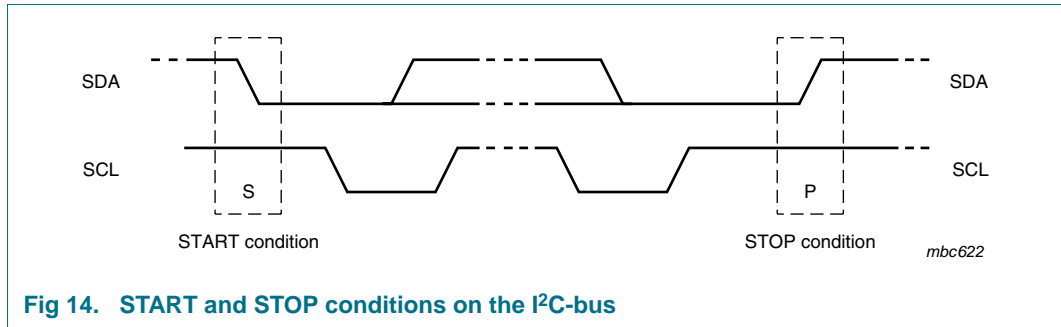 SDA SDA
SCL SCL
S P
START condition STOP condition
mbc622
Fig 14. START and STOP conditions on the I²C-bus